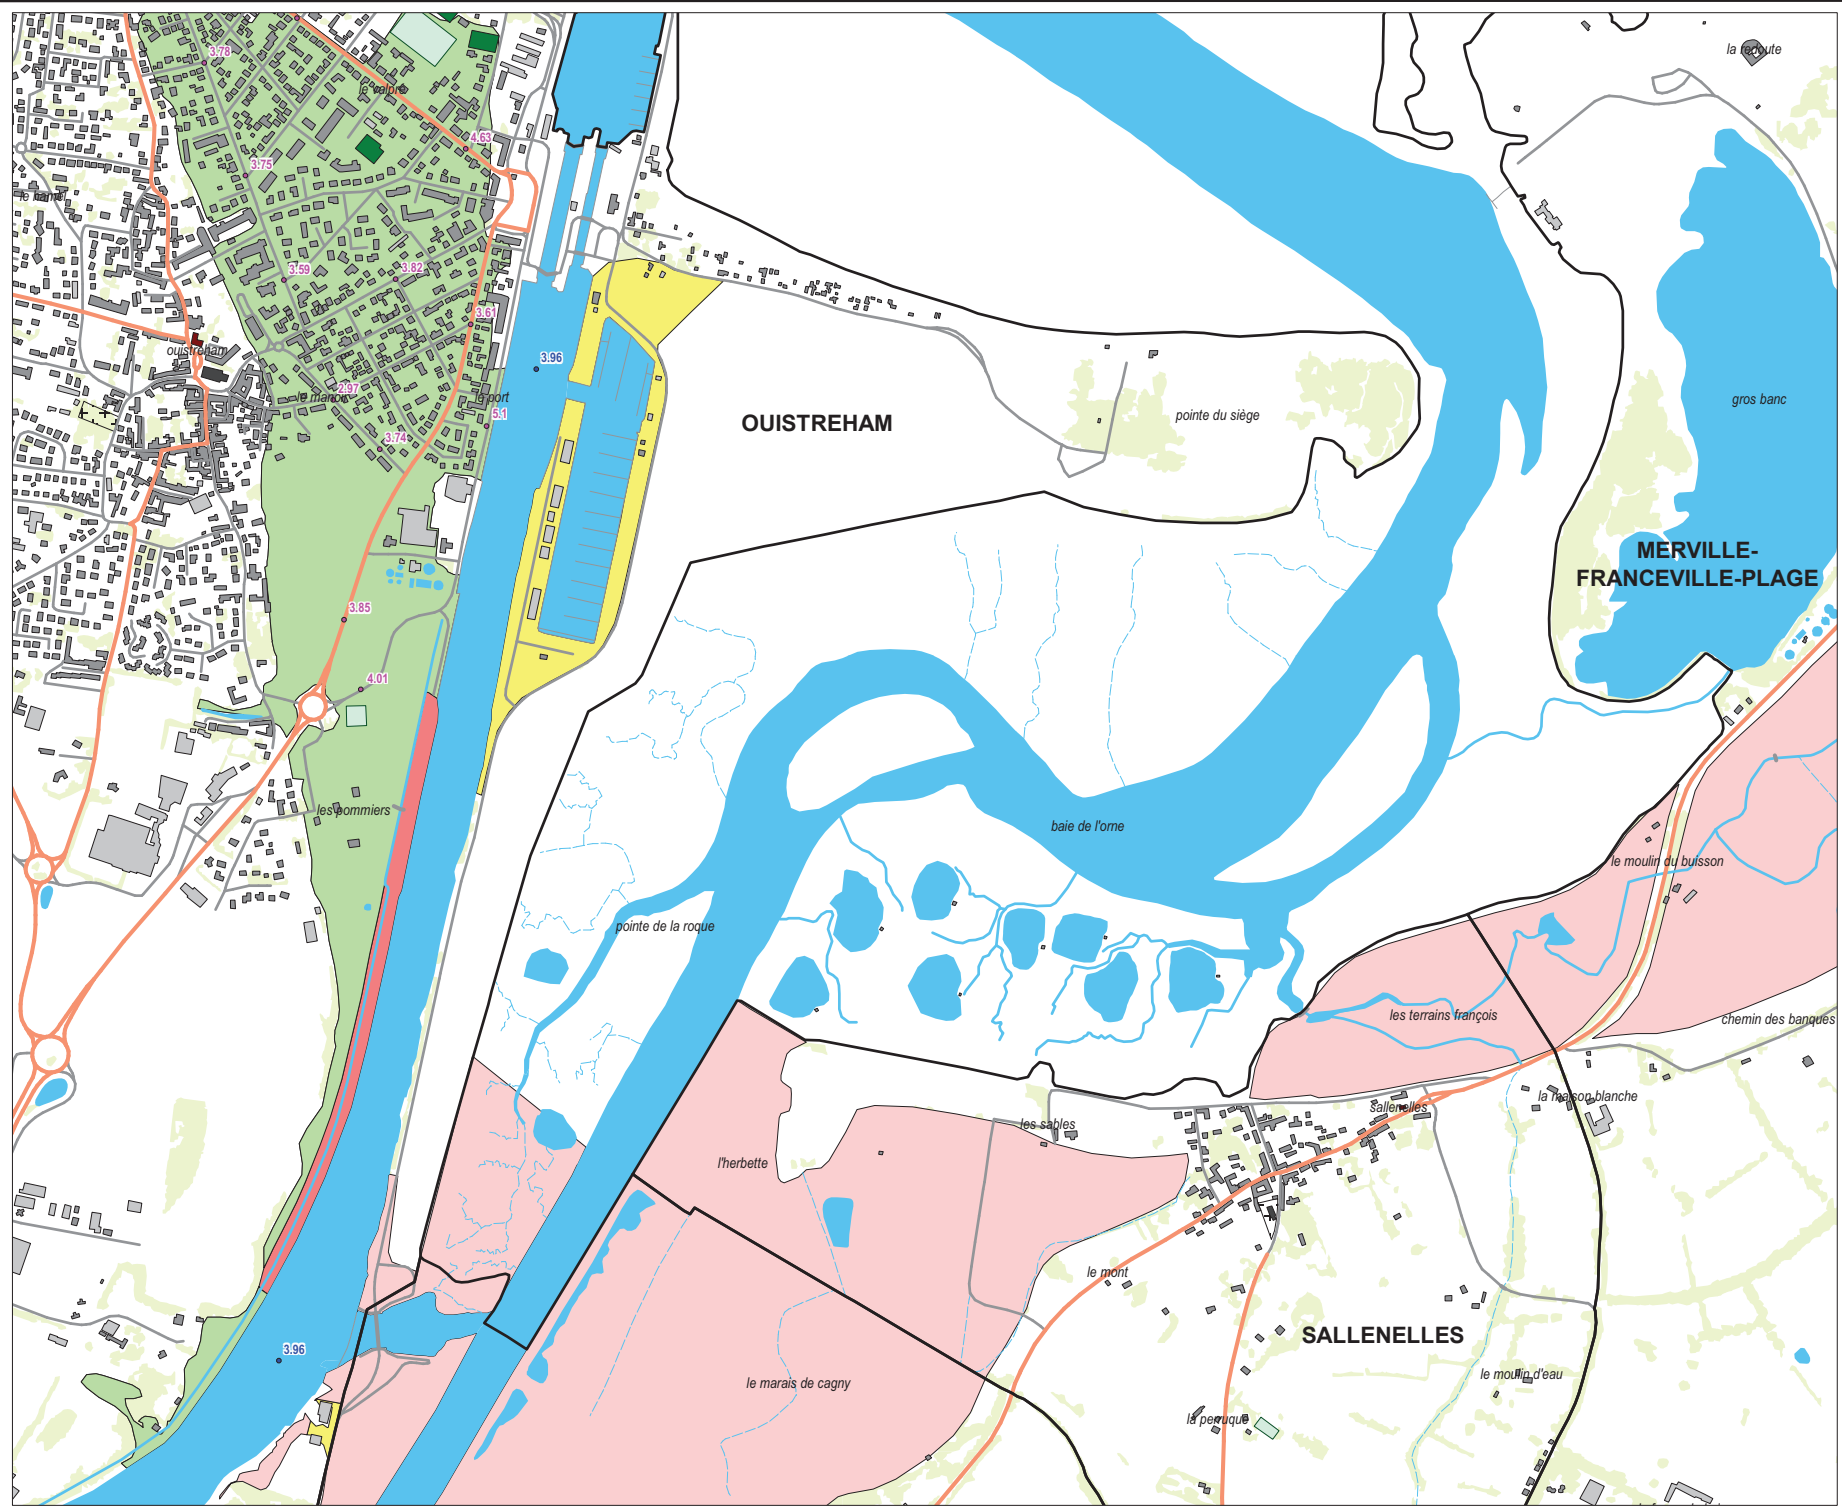 3.78
la redoute
le valpré
4.63
3.75
le hamel
3.59
3.82
3.61
3.96
ouistreham
2.97
le manoir
le port
5.1
gros banc
pointe du siège
OUISTREHAM
3.74
MERVILLE-
FRANCEVILLE-PLAGE
3.85
4.01
les pommiers
baie de l'orne
le moulin du buisson
pointe de la roque
les terrains françois
chemin des banques
la maison blanche
sallenelles
les sables
l'herbette
le mont
SALLENELLES
3.96
le moulin d'eau
le marais de cagny
la perruque